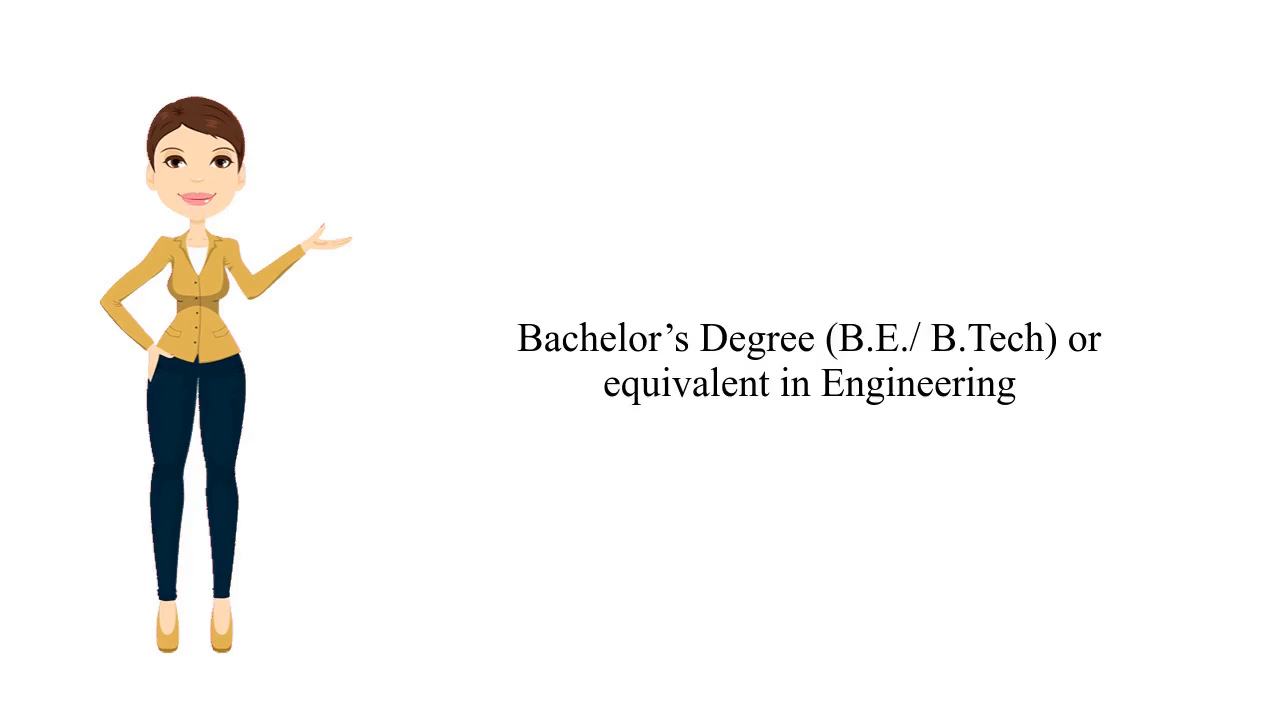 Bachelor’s Degree (B.E./ B.Tech) or
equivalent in Engineering